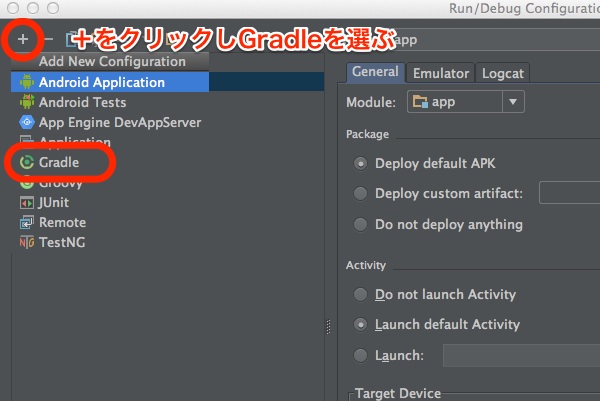 Run/Debug Configuratio
+をクリックしGradleを選ぶ
app
Add New Configuration
Android Application
Android Tests
App Engine DevAppServer
Application
Gradle
Groovy
JUnit
Remote
TestNG
General Emulator Logcat
Module: app
Package
Deploy default APK
Deploy custom artifact:
Do not deploy anything
Activity
Do not launch Activity
Launch default Activity
Launch:
Target Device